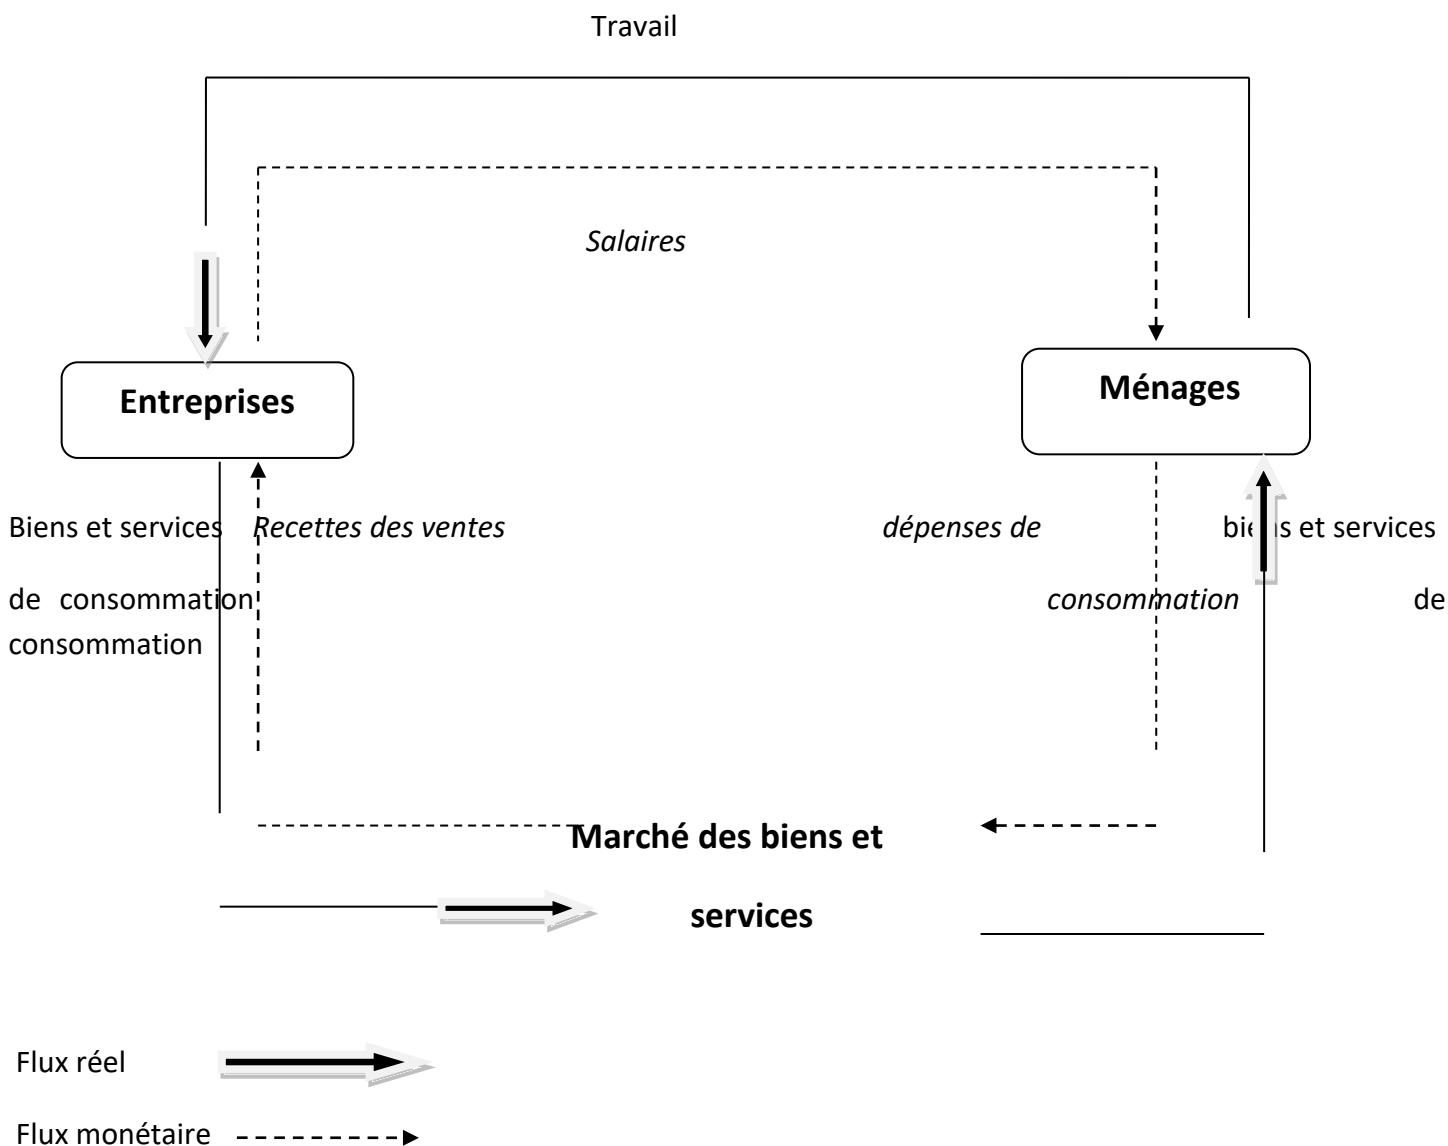 Travail
Salaires
Entreprises
Ménages
Biens et services Recettes des ventes dépenses de biens et services
de consommation consommation de
consommation
Marché des biens et
services
Flux réel
Flux monétaire